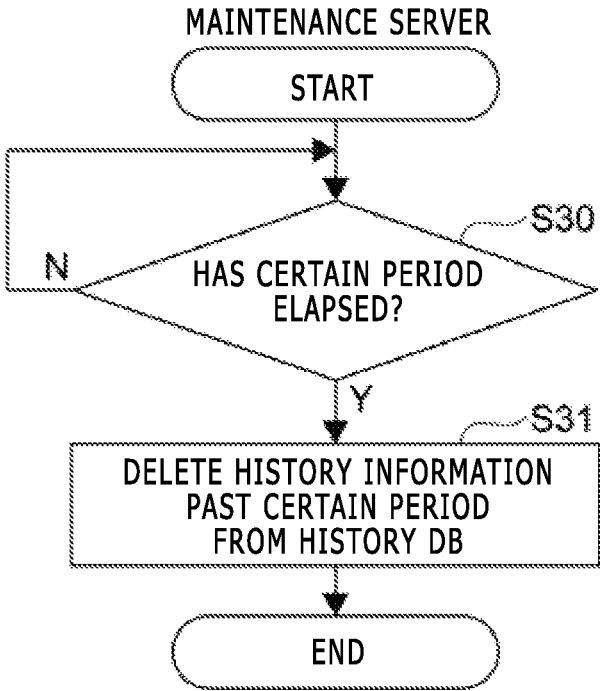 MAINTENANCE SERVER
START
S30
N
HAS CERTAIN PERIOD
ELAPSED?
Y
S31
DELETE HISTORY INFORMATION
PAST CERTAIN PERIOD
FROM HISTORY DB
END